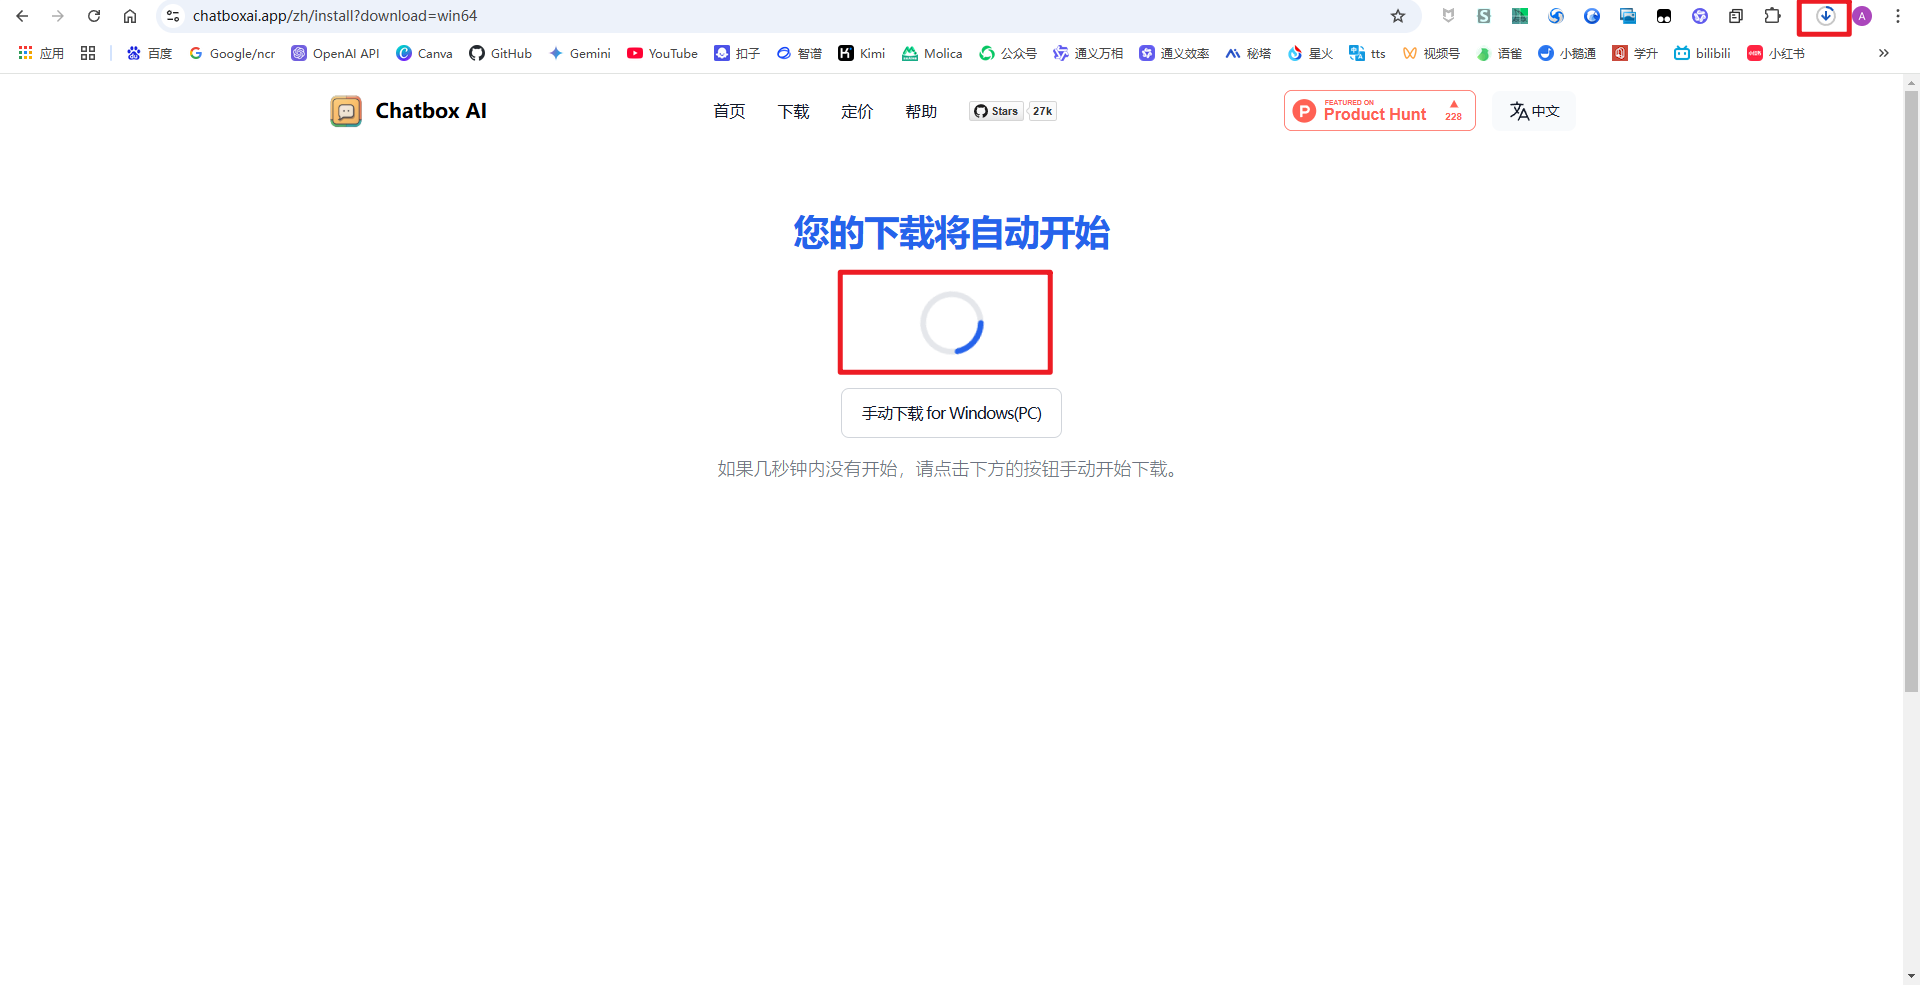 chatboxai.app/zh/install?download=win64
A
应用
百度
Google/ncr
OpenAI API
Canva
GitHub
Gemini
YouTube
扣子
智谱
Kimi
Molica
公众号
通义万相
通义效率
秘塔
星火
tts
视频号
语雀
小鹅通
学升
bilibili
小红书
Chatbox AI
首页
下载
定价
帮助
Stars
27k
P
FEATURED ON
Product Hunt
228
中文
您的下载将自动开始
手动下载 for Windows(PC)
如果几秒钟内没有开始，请点击下方的按钮手动开始下载。